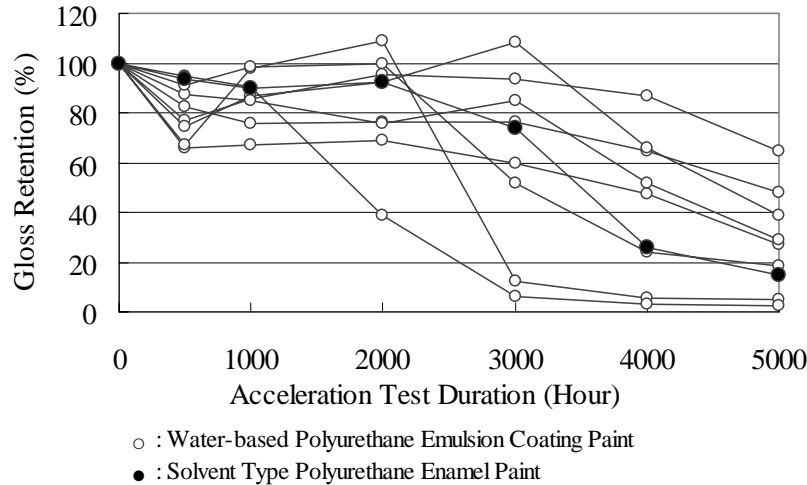 120
100
80
60
40
20
0
Gloss Retention (%)
0 1000 2000 3000 4000 5000
Acceleration Test Duration (Hour)
○ : Water-based Polyurethane Emulsion Coating Paint
● : Solvent Type Polyurethane Enamel Paint